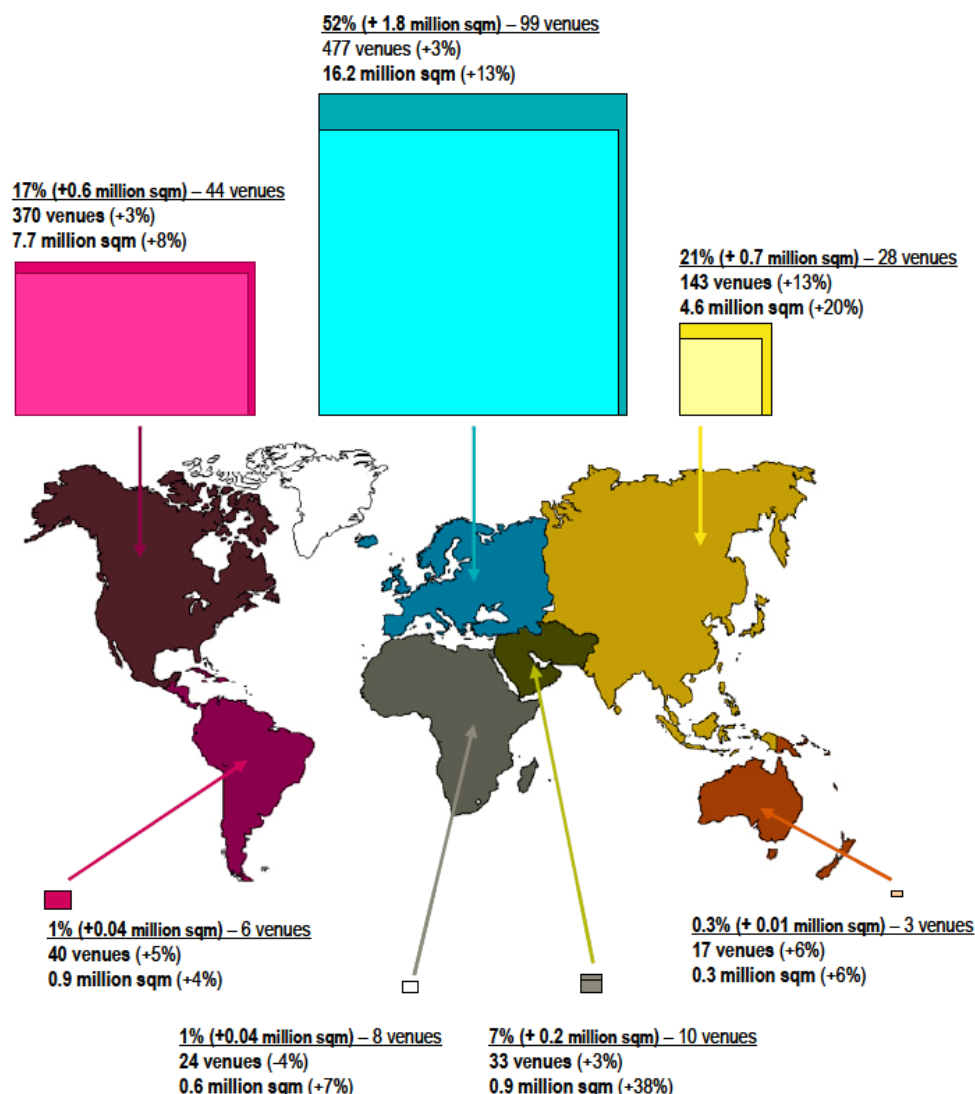 52% (+ 1.8 million sqm) – 99 venues
477 venues (+3%)
16.2 million sqm (+13%)
17% (+0.6 million sqm) – 44 venues
370 venues (+3%)
7.7 million sqm (+8%)
21% (+ 0.7 million sqm) – 28 venues
143 venues (+13%)
4.6 million sqm (+20%)
1% (+0.04 million sqm) – 6 venues
40 venues (+5%)
0.9 million sqm (+4%)
0.3% (+ 0.01 million sqm) – 3 venues
17 venues (+6%)
0.3 million sqm (+6%)
1% (+0.04 million sqm) – 8 venues
24 venues (-4%)
0.6 million sqm (+7%)
7% (+ 0.2 million sqm) – 10 venues
33 venues (+3%)
0.9 million sqm (+38%)